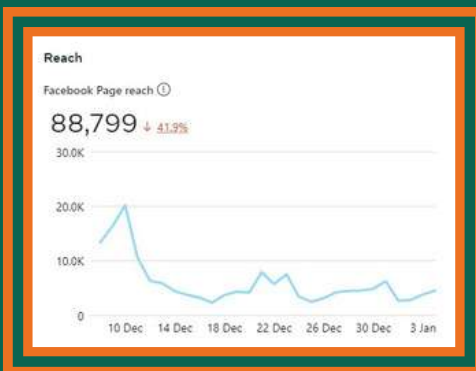 Reach
Facebook Page reach
88,799 ↓ 41.9%
30.0K
20.0K
10.0K
0
10 Dec 14 Dec 18 Dec 22 Dec 26 Dec 30 Dec 3 Jan